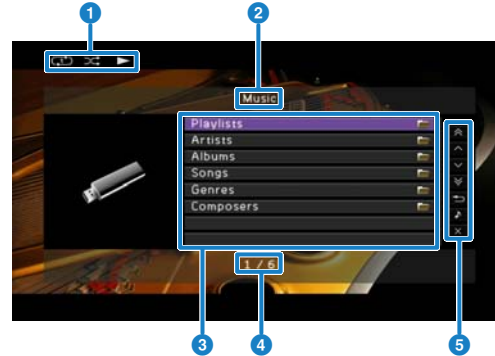 1
2
Music
Playlists
Artists
Albums
Songs
Genres
Composers
1 / 6
3
4
5